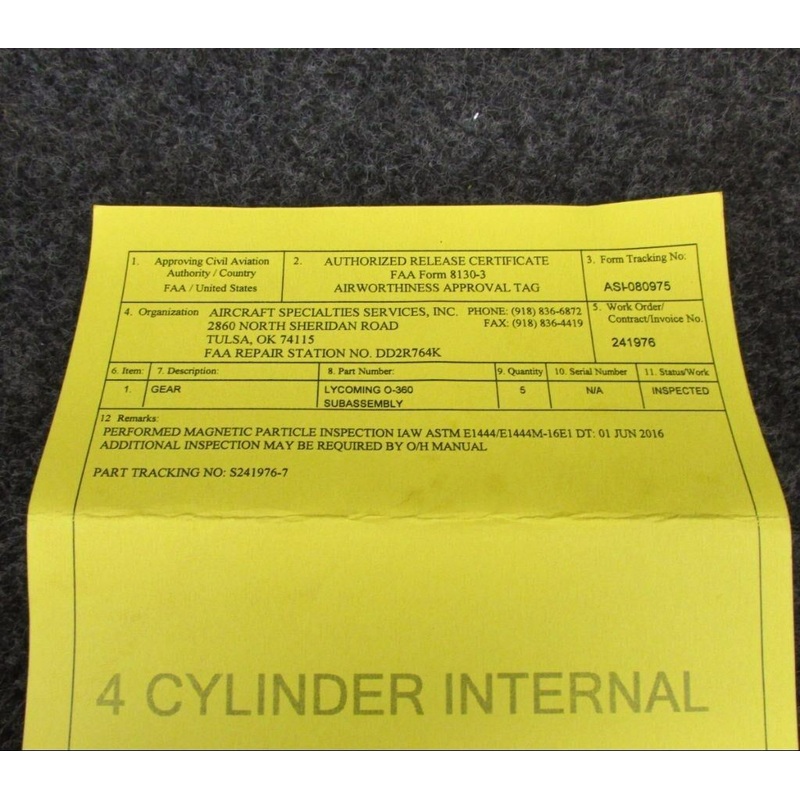 1. Approving Civil Aviation Authority / Country
FAA / United States
2. AUTHORIZED RELEASE CERTIFICATE
FAA Form 8130-3
AIRWORTHINESS APPROVAL TAG
3. Form Tracking No:
ASI-080975
4. Organization AIRCRAFT SPECIALTIES SERVICES, INC. PHONE: (918) 836-6872
2860 NORTH SHERIDAN ROAD FAX: (918) 836-4419
TULSA, OK 74115
FAA REPAIR STATION NO. DD2R764K
5. Work Order/
Contract/Invoice No.
241976
6. Item: 7. Description: 8. Part Number: 9. Quantity 10. Serial Number 11. Status/Work
1. GEAR LYCOMING O-360 5 N/A INSPECTED
SUBASSEMBLY
12 Remarks:
PERFORMED MAGNETIC PARTICLE INSPECTION IAW ASTM E1444/E1444M-16E1 DT: 01 JUN 2016
ADDITIONAL INSPECTION MAY BE REQUIRED BY O/H MANUAL
PART TRACKING NO: S241976-7
4 CYLINDER INTERNAL